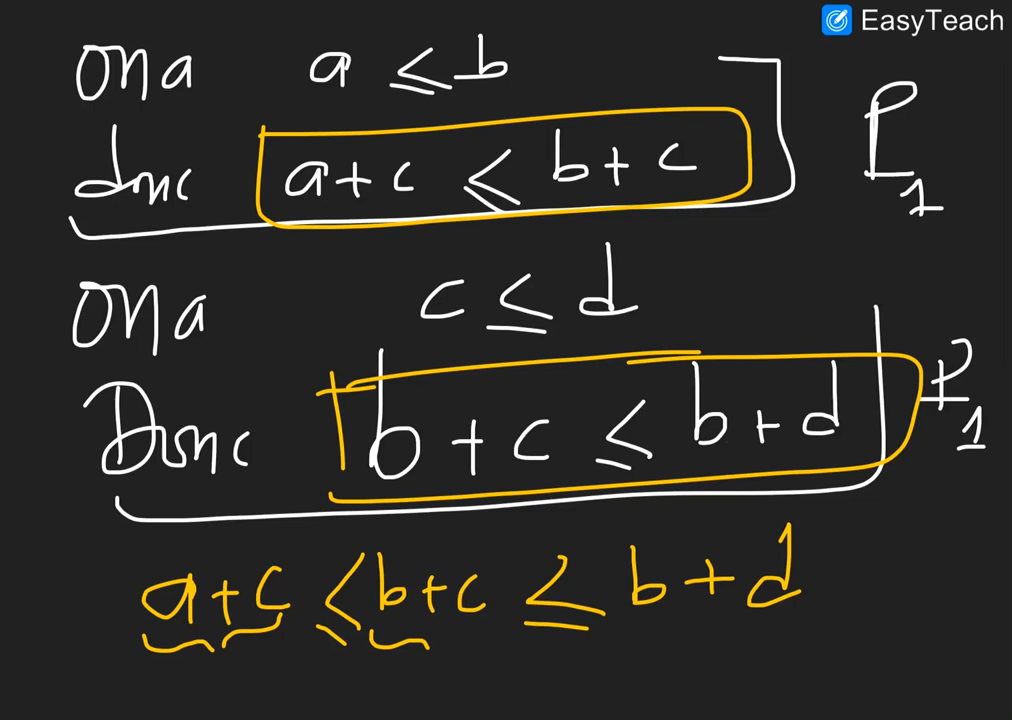 EasyTeach
On a a ≤ b
donc a + c ≤ b + c P1
On a c ≤ d
Donc b + c ≤ b + d P1
a + c ≤ b + c ≤ b + d